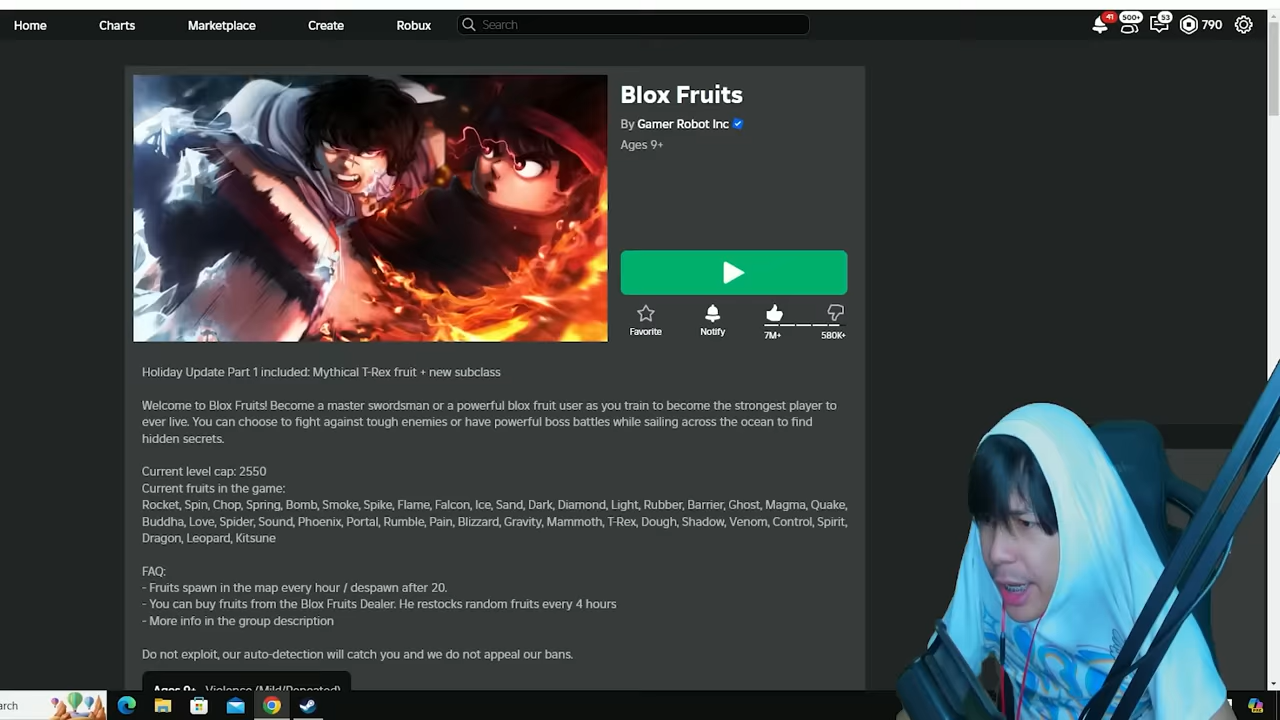 Home Charts Marketplace Create Robux Search 41 500+ 53 790
Blox Fruits
By Gamer Robot Inc
Ages 9+
Favorite Notify 7M+ 580K+
Holiday Update Part 1 included: Mythical T-Rex fruit + new subclass
Welcome to Blox Fruits! Become a master swordsman or a powerful blox fruit user as you train to become the strongest player to
ever live. You can choose to fight against tough enemies or have powerful boss battles while sailing across the ocean to find
hidden secrets.
Current level cap: 2550
Current fruits in the game:
Rocket, Spin, Chop, Spring, Bomb, Smoke, Spike, Flame, Falcon, Ice, Sand, Dark, Diamond, Light, Rubber, Barrier, Ghost, Magma, Quake,
Buddha, Love, Spider, Sound, Phoenix, Portal, Rumble, Pain, Blizzard, Gravity, Mammoth, T-Rex, Dough, Shadow, Venom, Control, Spirit,
Dragon, Leopard, Kitsune
FAQ:
- Fruits spawn in the map every hour / despawn after 20.
- You can buy fruits from the Blox Fruits Dealer. He restocks random fruits every 4 hours
- More info in the group description
Do not exploit, our auto-detection will catch you and we do not appeal our bans.
Ages 9+ Violence (Mild/Repeated)
arch